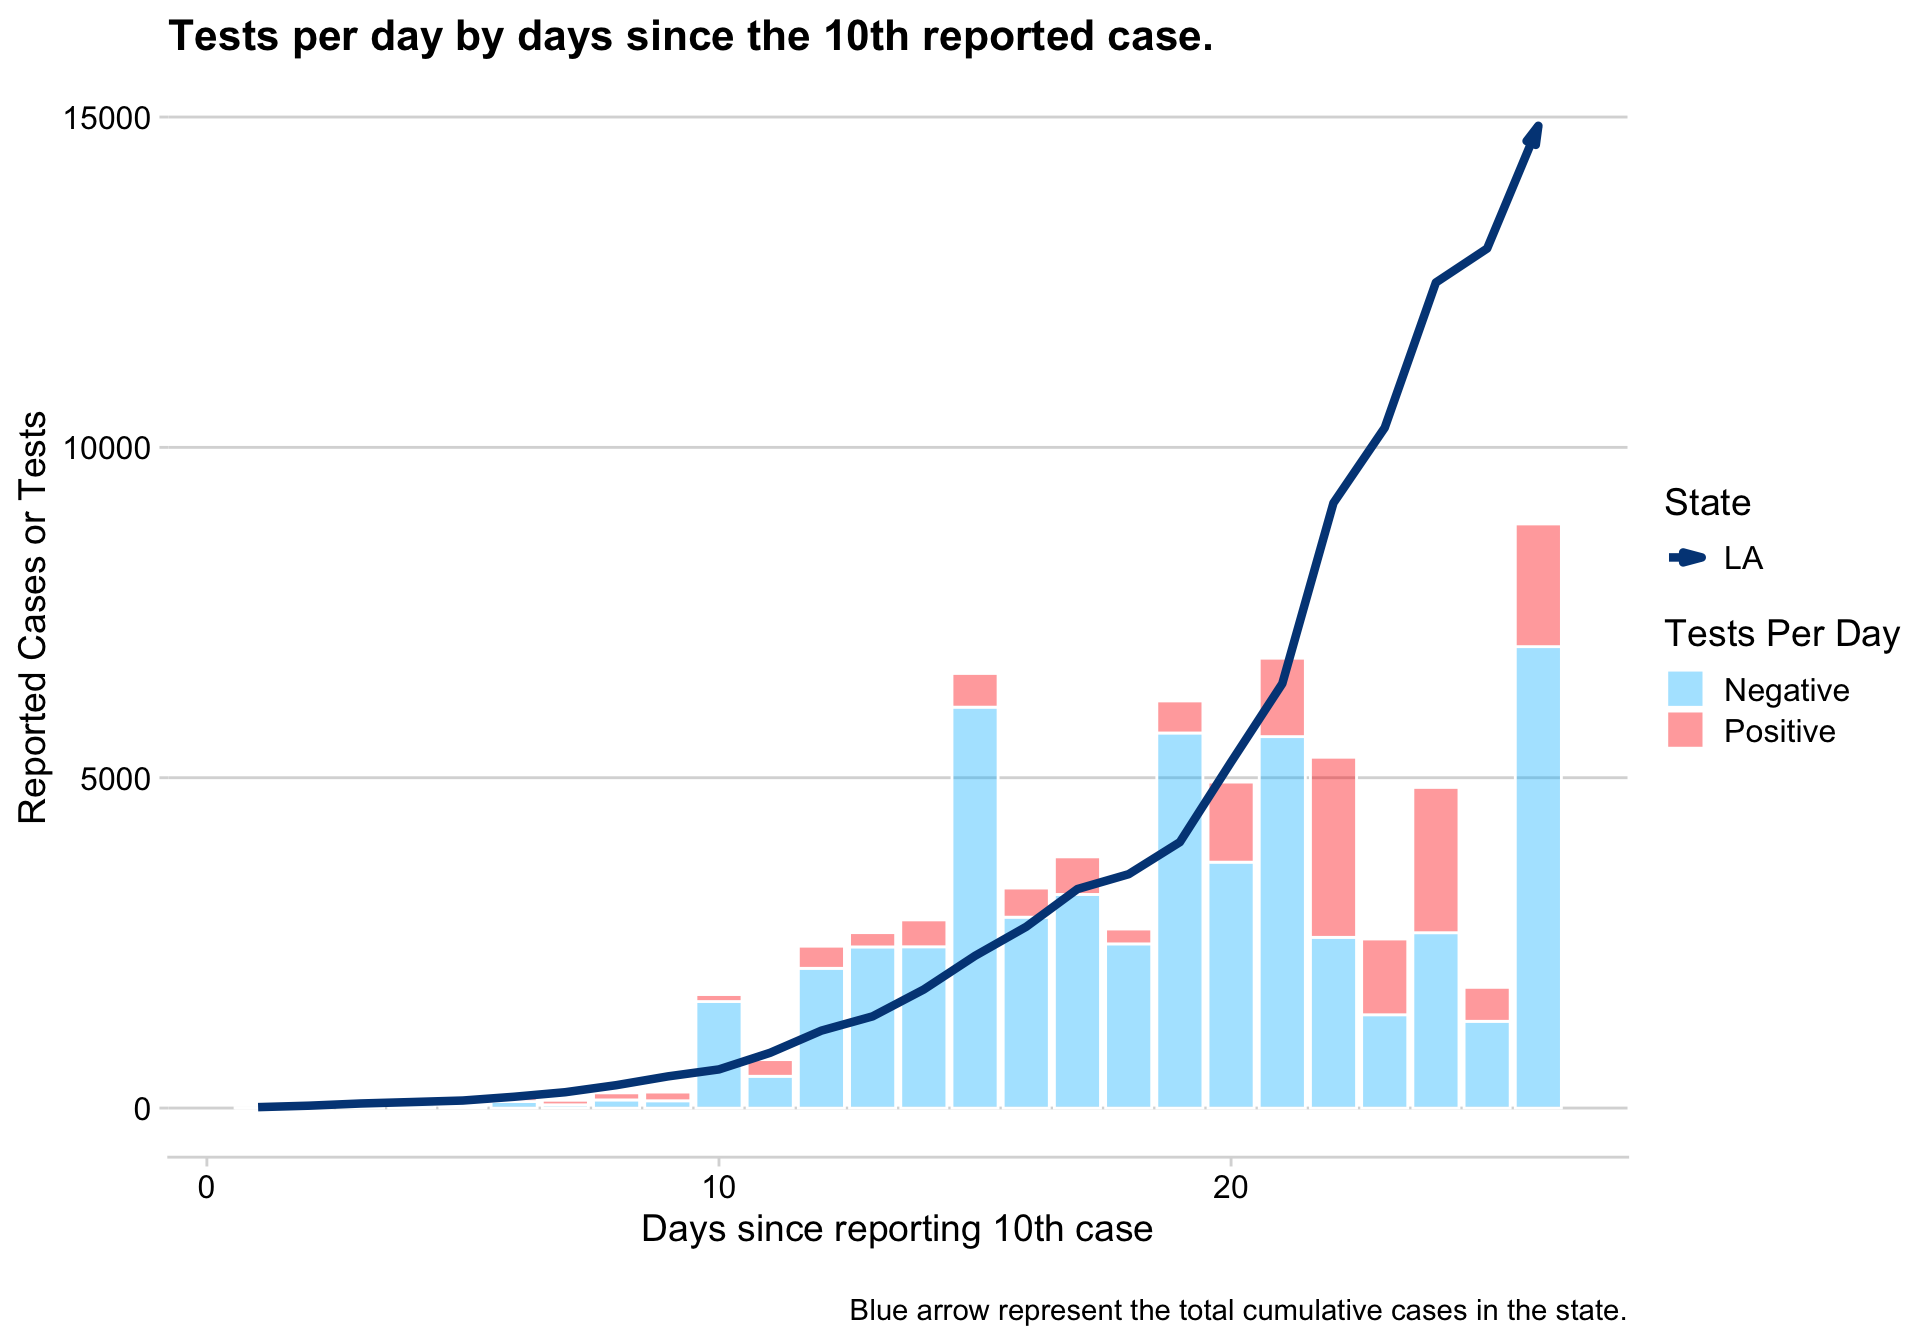 Tests per day by days since the 10th reported case.
15000
10000
5000
0
Reported Cases or Tests
0
10
20
Days since reporting 10th case
State
LA
Tests Per Day
Negative
Positive
Blue arrow represent the total cumulative cases in the state.